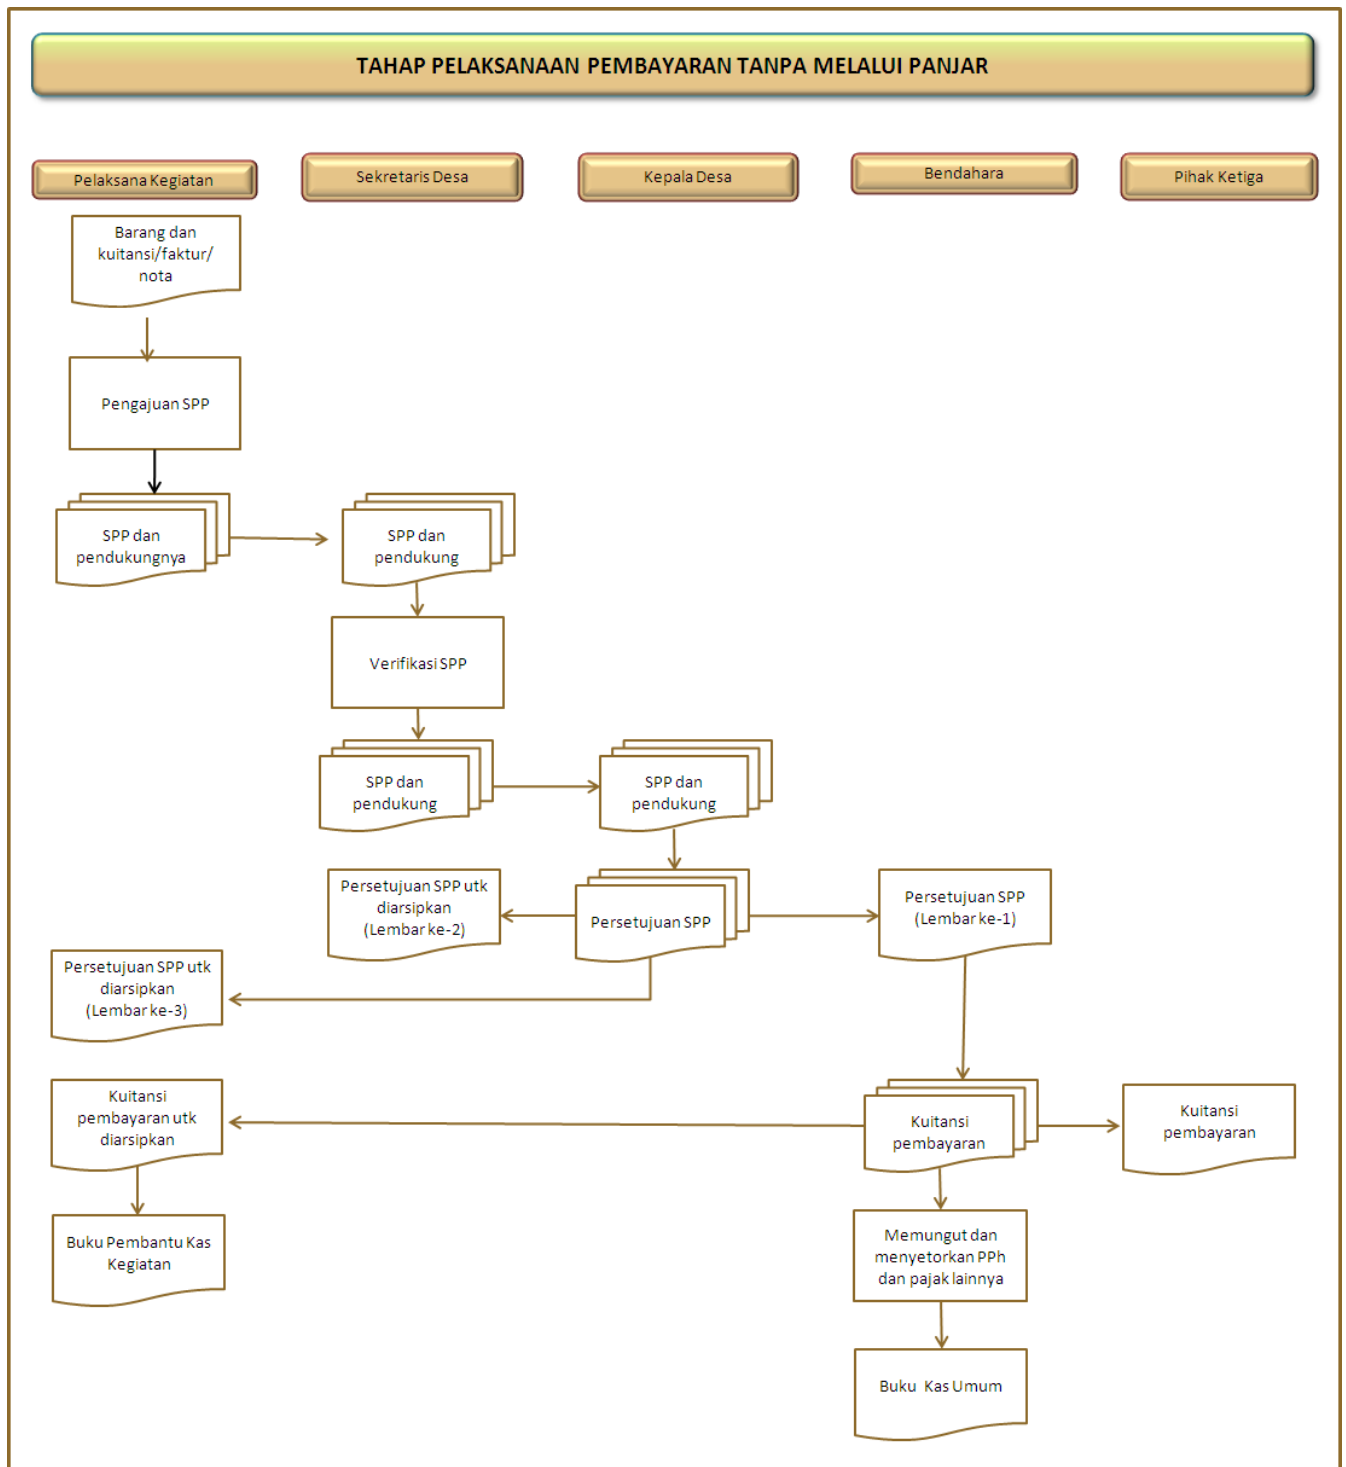 TAHAP PELAKSANAAN PEMBAYARAN TANPA MELALUI PANJAR
Pelaksana Kegiatan
Sekretaris Desa
Kepala Desa
Bendahara
Pihak Ketiga
Barang dan
kuitansi/faktur/
nota
Pengajuan SPP
SPP dan
pendukungnya
SPP dan
pendukung
Verifikasi SPP
SPP dan
pendukung
SPP dan
pendukung
Persetujuan SPP utk
diarsipkan
(Lembar ke-2)
Persetujuan SPP
Persetujuan SPP
(Lembar ke-1)
Persetujuan SPP utk
diarsipkan
(Lembar ke-3)
Kuitansi
pembayaran utk
diarsipkan
Kuitansi
pembayaran
Kuitansi
pembayaran
Buku Pembantu Kas
Kegiatan
Memungut dan
menyetorkan PPh
dan pajak lainnya
Buku Kas Umum